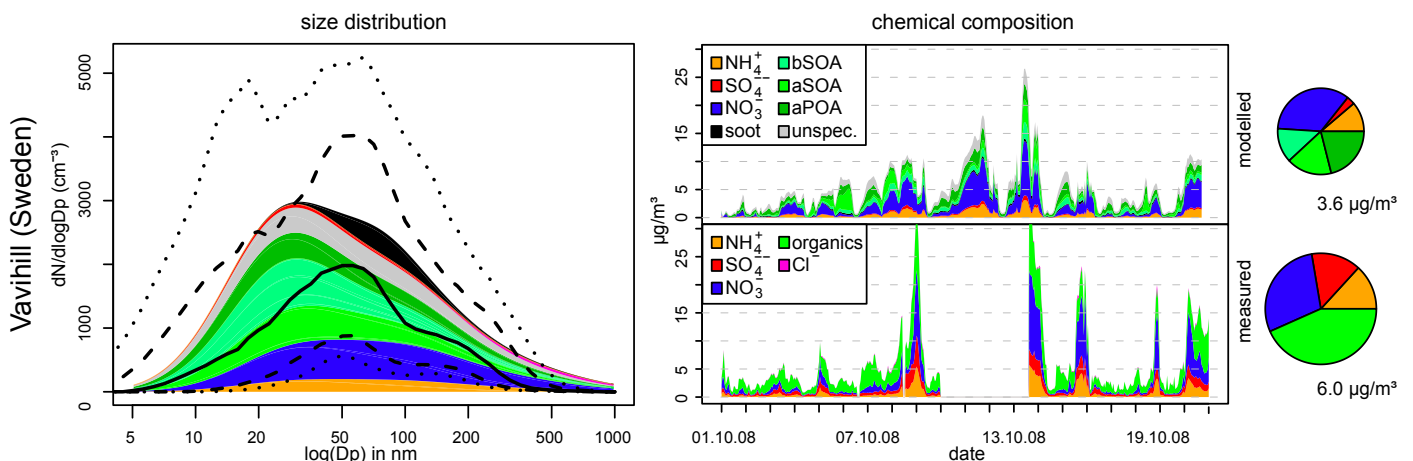 size distribution
chemical composition
Vavihill (Sweden)
dN/dlogDp (cm⁻³)
0
1000
3000
5000
5
10
20
50
100
200
500
1000
log(Dp) in nm
µg/m³
0
5
15
25
NH₄⁺
SO₄⁻⁻
NO₃⁻
soot
bSOA
aSOA
aPOA
unspec.
0
5
15
25
NH₄⁺
SO₄⁻⁻
NO₃⁻
organics
Cl⁻
01.10.08
07.10.08
13.10.08
19.10.08
date
modelled
3.6 µg/m³
measured
6.0 µg/m³